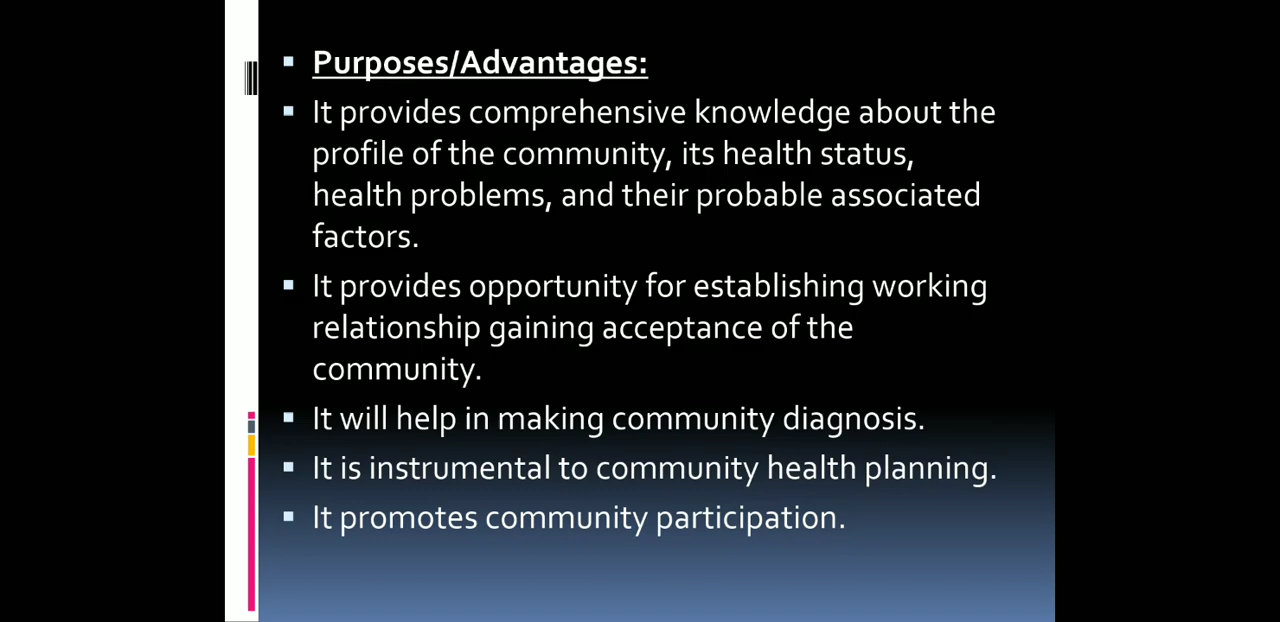 Purposes/Advantages:
It provides comprehensive knowledge about the
profile of the community, its health status,
health problems, and their probable associated
factors.
It provides opportunity for establishing working
relationship gaining acceptance of the
community.
It will help in making community diagnosis.
It is instrumental to community health planning.
It promotes community participation.